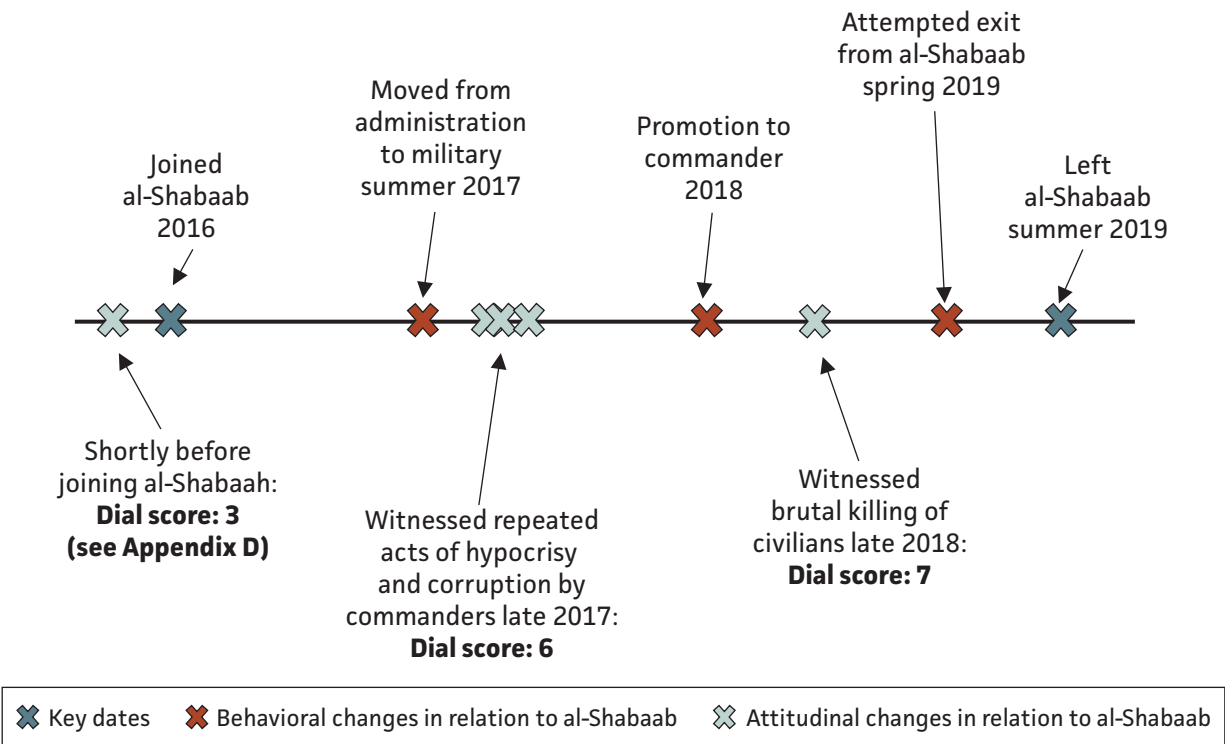 Joined
al-Shabaab
2016
Moved from
administration
to military
summer 2017
Promotion to
commander
2018
Attempted exit
from al-Shabaab
spring 2019
Left
al-Shabaab
summer 2019
Shortly before
joining al-Shabaah:
Dial score: 3
(see Appendix D)
Witnessed repeated
acts of hypocrisy
and corruption by
commanders late 2017:
Dial score: 6
Witnessed
brutal killing of
civilians late 2018:
Dial score: 7
Key dates
Behavioral changes in relation to al-Shabaab
Attitudinal changes in relation to al-Shabaab